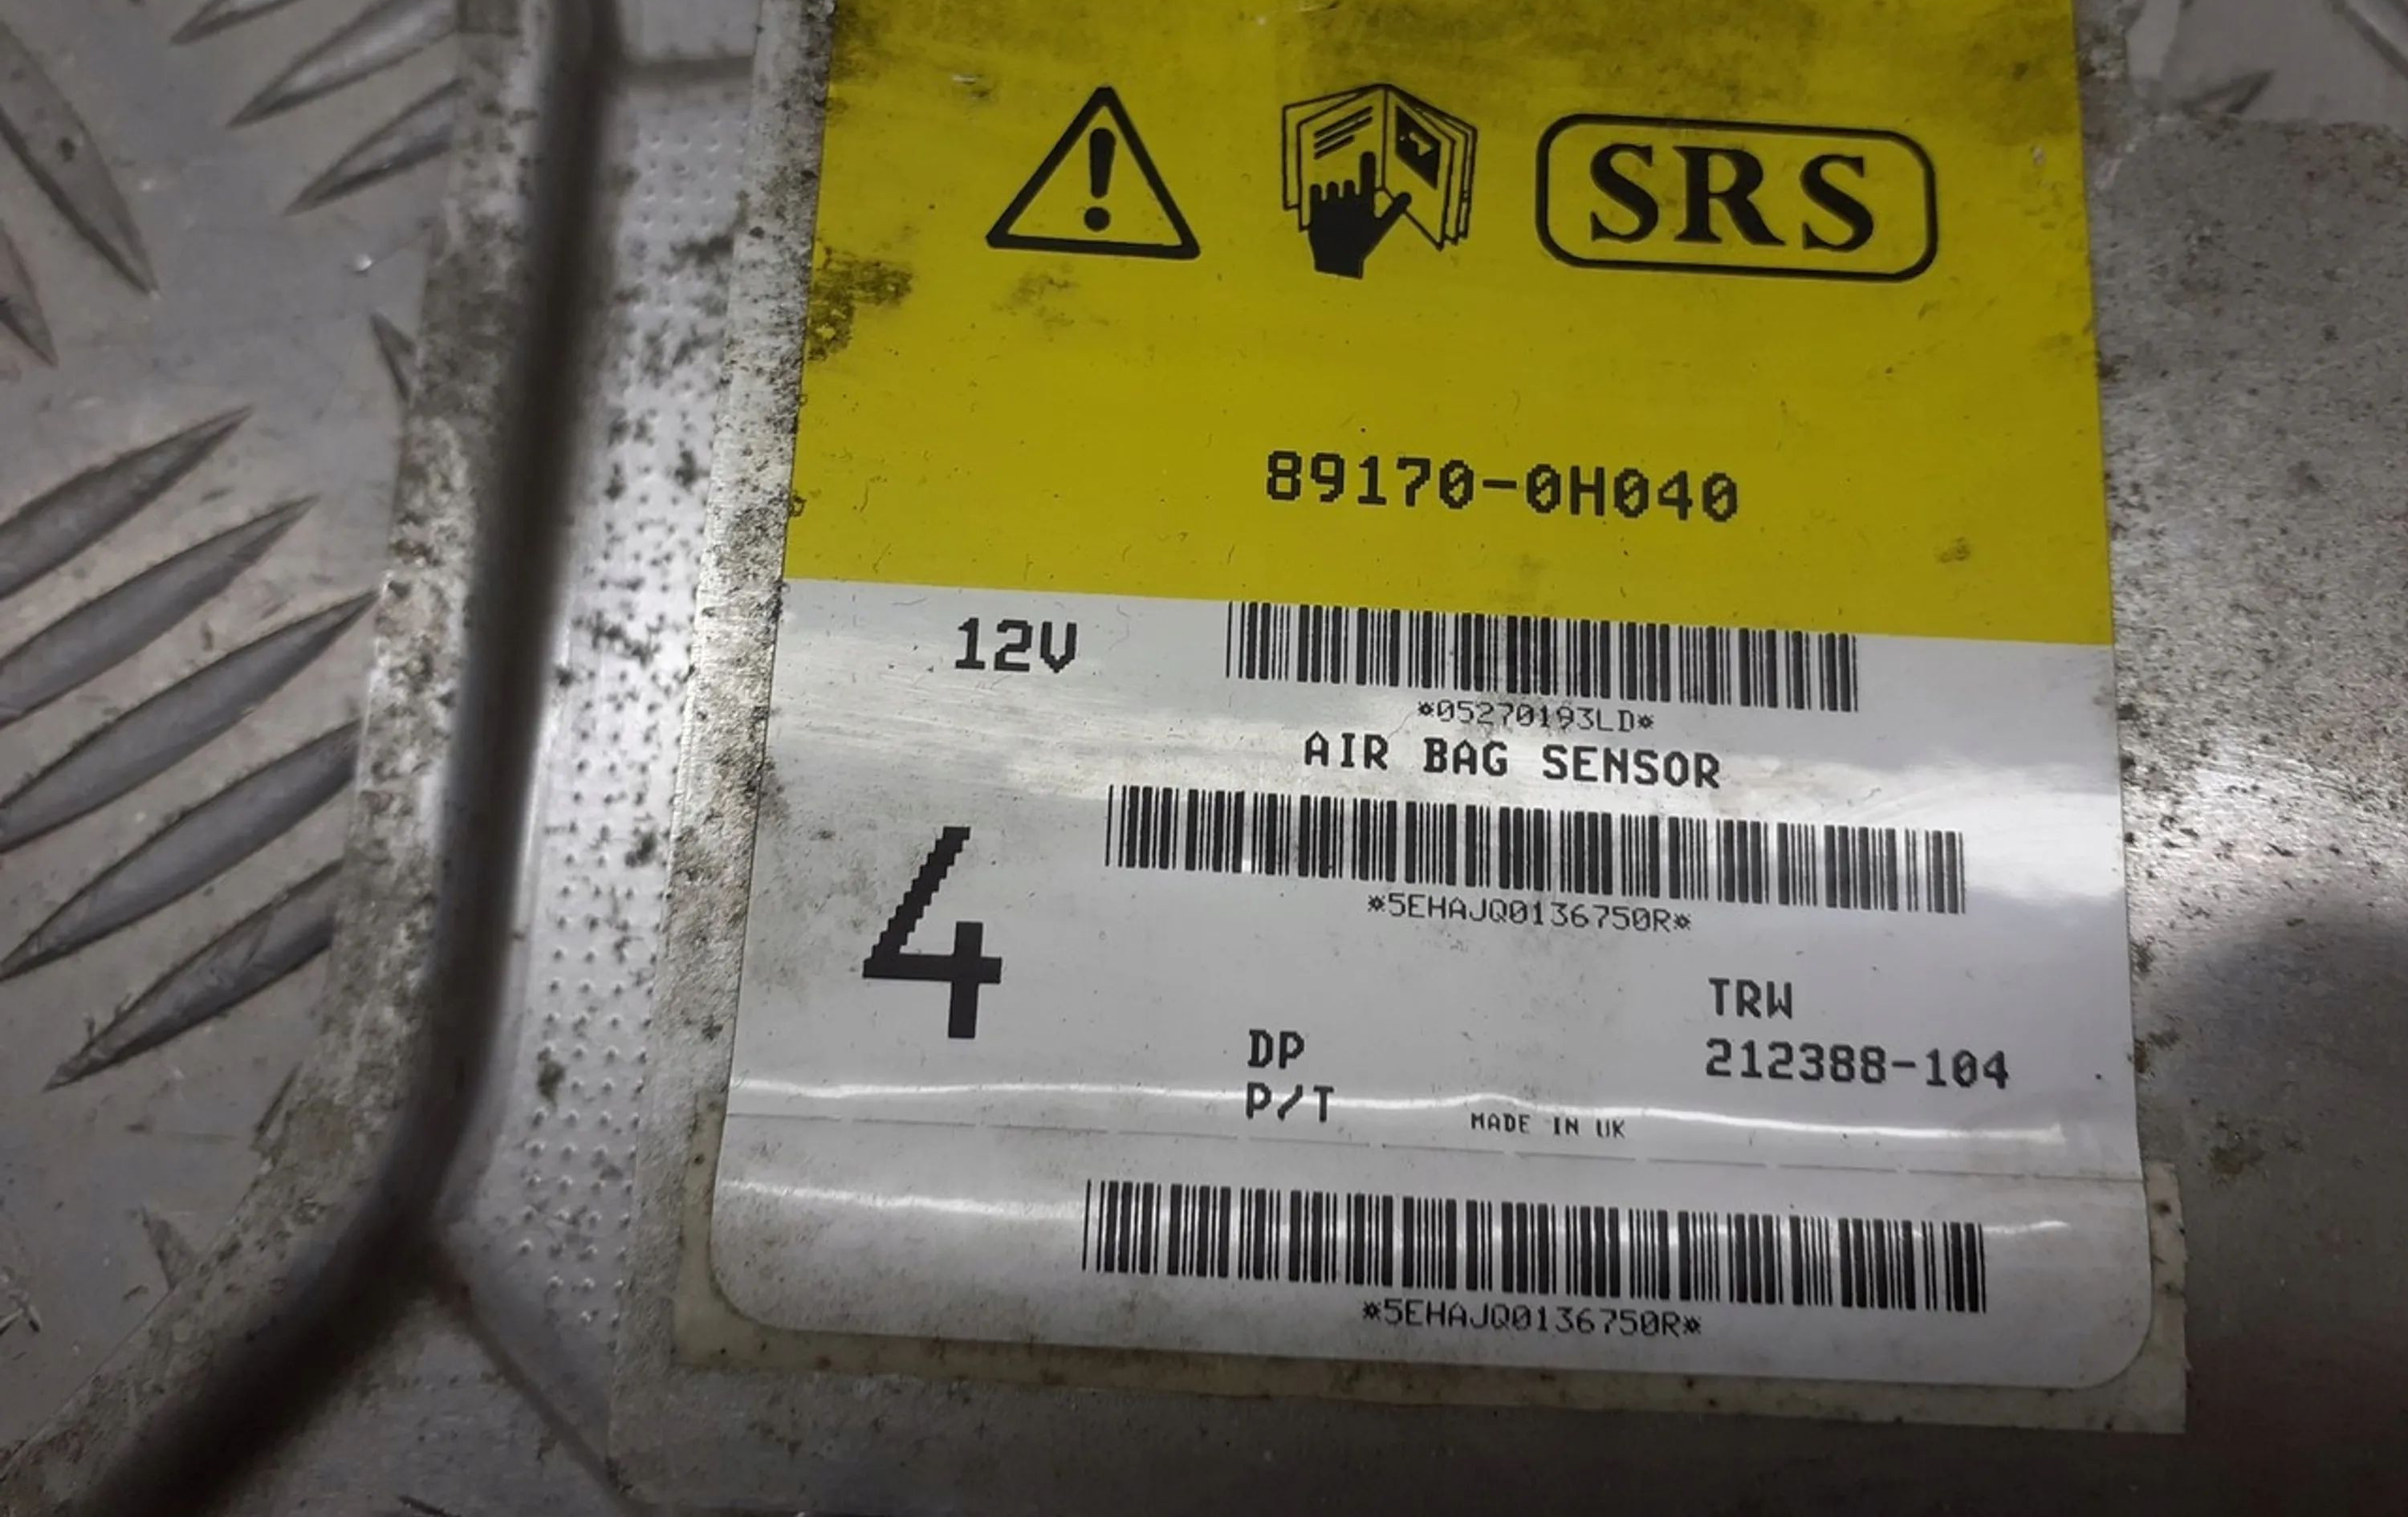 SRS
89170-0H040
12V
*05270193LD*
AIR BAG SENSOR
*5EHAJQ0136750R*
4
TRW
DP
212388-104
P/T
MADE IN UK
*5EHAJQ0136750R*